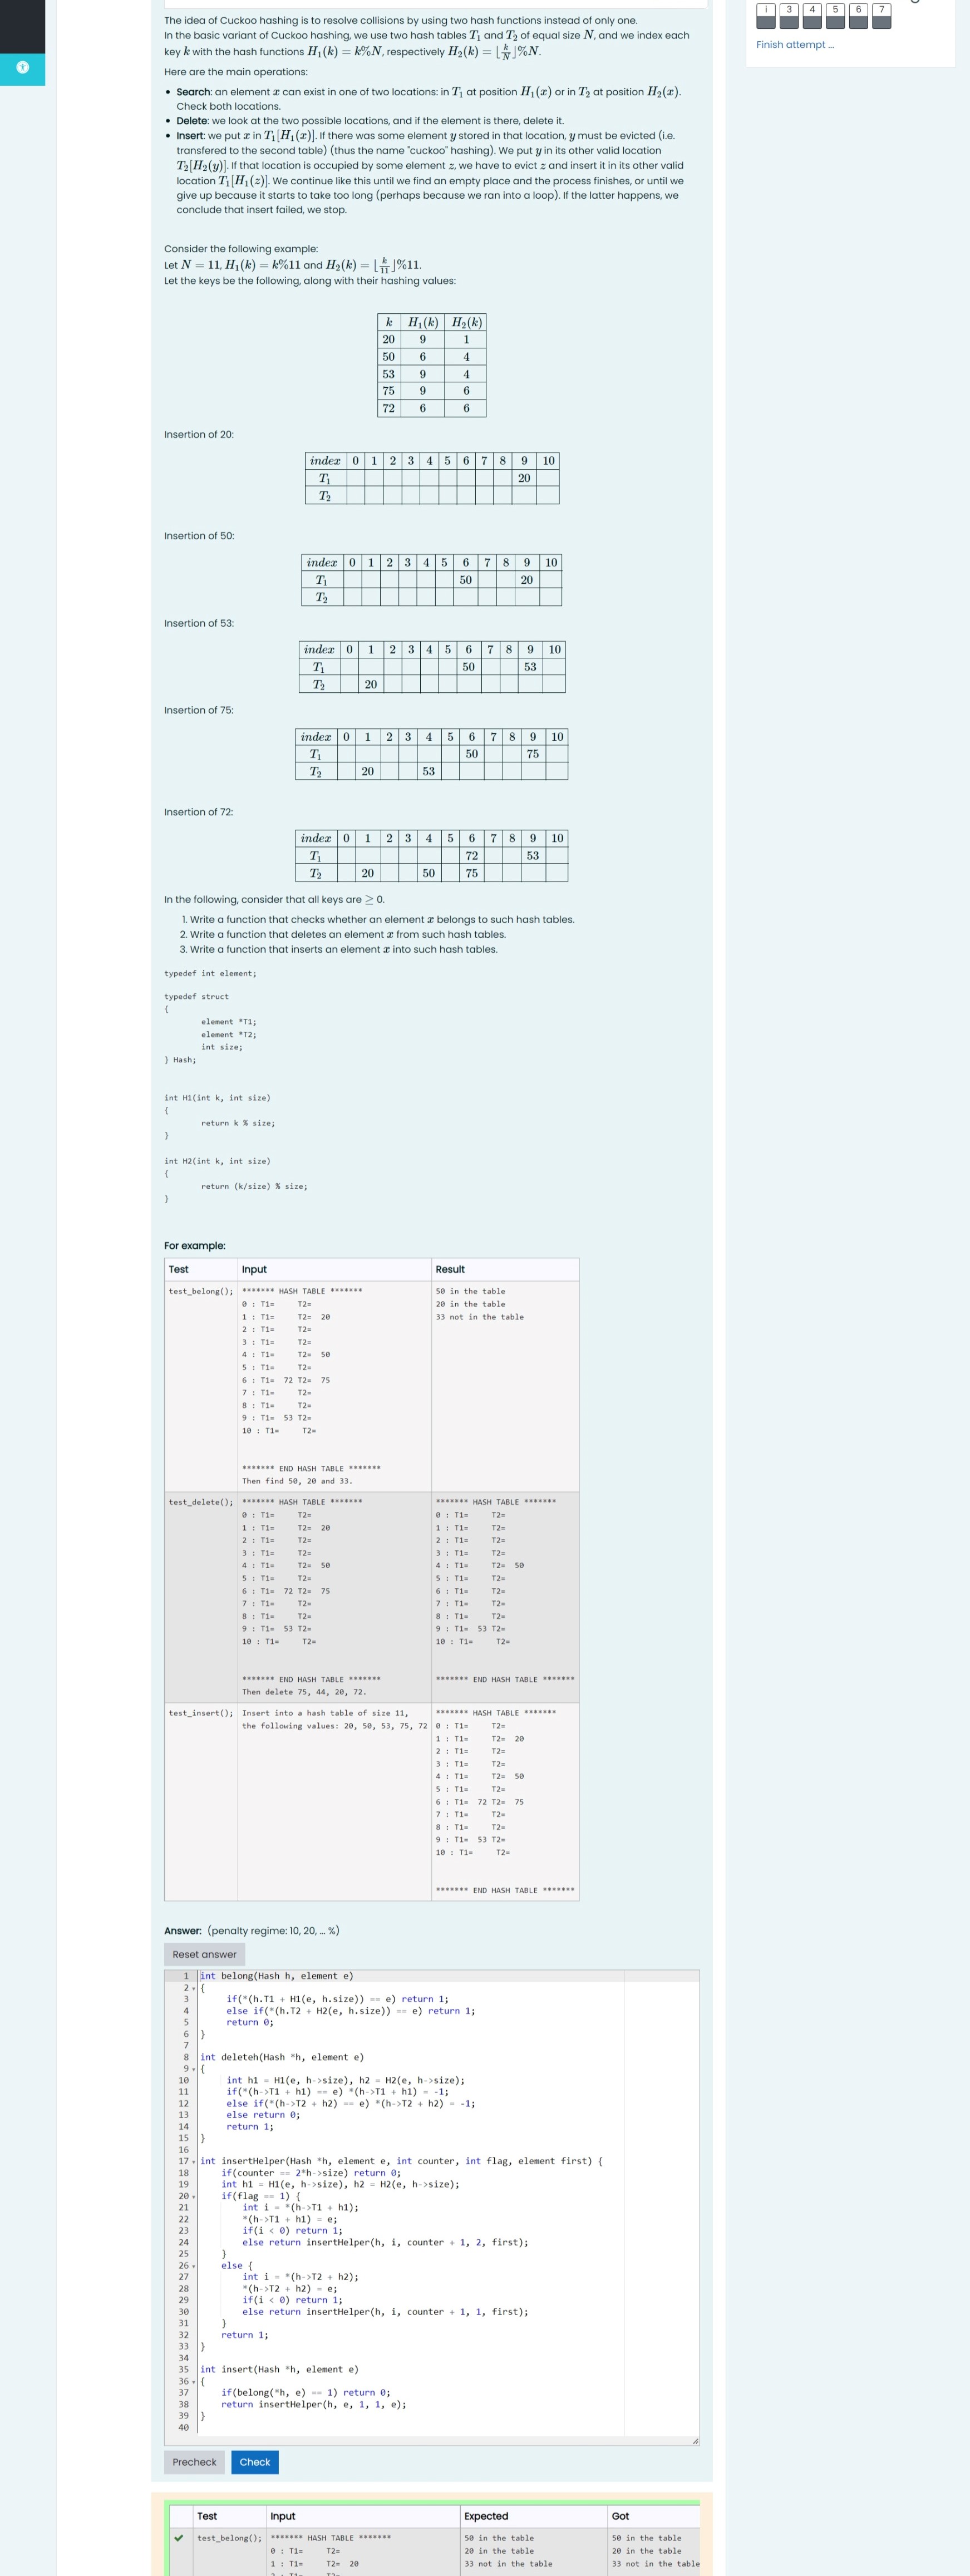 The idea of Cuckoo hashing is to resolve collisions by using two hash functions instead of only one.
In the basic variant of Cuckoo hashing, we use two hash tables T₁ and T₂ of equal size N, and we index each
key k with the hash functions H₁(k) = k%N, respectively H₂(k) = ⌊k/N⌋%N.
Here are the main operations:
• Search: an element x can exist in one of two locations: in T₁ at position H₁(x) or in T₂ at position H₂(x).
Check both locations.
• Delete: we look at the two possible locations, and if the element is there, delete it.
• Insert: we put x in T₁[H₁(x)]. If there was some element y stored in that location, y must be evicted (i.e.
transfered to the second table) (thus the name "cuckoo" hashing). We put y in its other valid location
T₂[H₂(y)]. If that location is occupied by some element z, we have to evict z and insert it in its other valid
location T₁[H₁(z)]. We continue like this until we find an empty place and the process finishes, or until we
give up because it starts to take too long (perhaps because we ran into a loop). If the latter happens, we
conclude that insert failed, we stop.
Consider the following example:
Let N = 11, H₁(k) = k%11 and H₂(k) = ⌊k/11⌋%11.
Let the keys be the following, along with their hashing values:
k H₁(k) H₂(k)
20 9 1
50 6 4
53 9 4
75 9 6
72 6 6
Insertion of 20:
index 0 1 2 3 4 5 6 7 8 9 10
T₁ 20
T₂
Insertion of 50:
index 0 1 2 3 4 5 6 7 8 9 10
T₁ 50 20
T₂
Insertion of 53:
index 0 1 2 3 4 5 6 7 8 9 10
T₁ 50 53
T₂ 20
Insertion of 75:
index 0 1 2 3 4 5 6 7 8 9 10
T₁ 50 75
T₂ 20 53
Insertion of 72:
index 0 1 2 3 4 5 6 7 8 9 10
T₁ 72 53
T₂ 20 50 75
In the following, consider that all keys are ≥ 0.
1. Write a function that checks whether an element x belongs to such hash tables.
2. Write a function that deletes an element x from such hash tables.
3. Write a function that inserts an element x into such hash tables.
typedef int element;
typedef struct
{
element *T1;
element *T2;
int size;
} Hash;
int H1(int k, int size)
{
return k % size;
}
int H2(int k, int size)
{
return (k/size) % size;
}
For example:
Test Input Result
test_belong(); ******* HASH TABLE ******* 50 in the table
0 : T1= T2= 20 in the table
1 : T1= T2= 20 33 not in the table
2 : T1= T2=
3 : T1= T2=
4 : T1= T2= 50
5 : T1= T2=
6 : T1= 72 T2= 75
7 : T1= T2=
8 : T1= T2=
9 : T1= 53 T2=
10 : T1= T2=
******* END HASH TABLE *******
Then find 50, 20 and 33.
test_delete(); ******* HASH TABLE ******* ******* HASH TABLE *******
0 : T1= T2= 0 : T1= T2=
1 : T1= T2= 20 1 : T1= T2=
2 : T1= T2= 2 : T1= T2=
3 : T1= T2= 3 : T1= T2=
4 : T1= T2= 50 4 : T1= T2= 50
5 : T1= T2= 5 : T1= T2=
6 : T1= 72 T2= 75 6 : T1= T2=
7 : T1= T2= 7 : T1= T2=
8 : T1= T2= 8 : T1= T2=
9 : T1= 53 T2= 9 : T1= 53 T2=
10 : T1= T2= 10 : T1= T2=
******* END HASH TABLE ******* ******* END HASH TABLE *******
Then delete 75, 44, 20, 72.
test_insert(); Insert into a hash table of size 11, ******* HASH TABLE *******
the following values: 20, 50, 53, 75, 72 0 : T1= T2=
1 : T1= T2= 20
2 : T1= T2=
3 : T1= T2=
4 : T1= T2= 50
5 : T1= T2=
6 : T1= 72 T2= 75
7 : T1= T2=
8 : T1= T2=
9 : T1= 53 T2=
10 : T1= T2=
******* END HASH TABLE *******
Answer: (penalty regime: 10, 20, ... %)
Reset answer
1 int belong(Hash h, element e)
2 {
3 if(*(h.T1 + H1(e, h.size)) == e) return 1;
4 else if(*(h.T2 + H2(e, h.size)) == e) return 1;
5 return 0;
6 }
7
8 int deleteh(Hash *h, element e)
9 {
10 int h1 = H1(e, h->size), h2 = H2(e, h->size);
11 if(*(h->T1 + h1) == e) *(h->T1 + h1) = -1;
12 else if(*(h->T2 + h2) == e) *(h->T2 + h2) = -1;
13 else return 0;
14 return 1;
15 }
16
17 int insertHelper(Hash *h, element e, int counter, int flag, element first) {
18 if(counter == 2*h->size) return 0;
19 int h1 = H1(e, h->size), h2 = H2(e, h->size);
20 if(flag == 1) {
21 int i = *(h->T1 + h1);
22 *(h->T1 + h1) = e;
23 if(i < 0) return 1;
24 else return insertHelper(h, i, counter + 1, 2, first);
25 }
26 else {
27 int i = *(h->T2 + h2);
28 *(h->T2 + h2) = e;
29 if(i < 0) return 1;
30 else return insertHelper(h, i, counter + 1, 1, first);
31 }
32 return 1;
33 }
34
35 int insert(Hash *h, element e)
36 {
37 if(belong(*h, e) == 1) return 0;
38 return insertHelper(h, e, 1, 1, e);
39 }
40
Precheck Check
Test Input Expected Got
test_belong(); ******* HASH TABLE ******* 50 in the table 50 in the table
0 : T1= T2= 20 in the table 20 in the table
1 : T1= T2= 20 33 not in the table 33 not in the table
i 3 4 5 6 7
Finish attempt ...